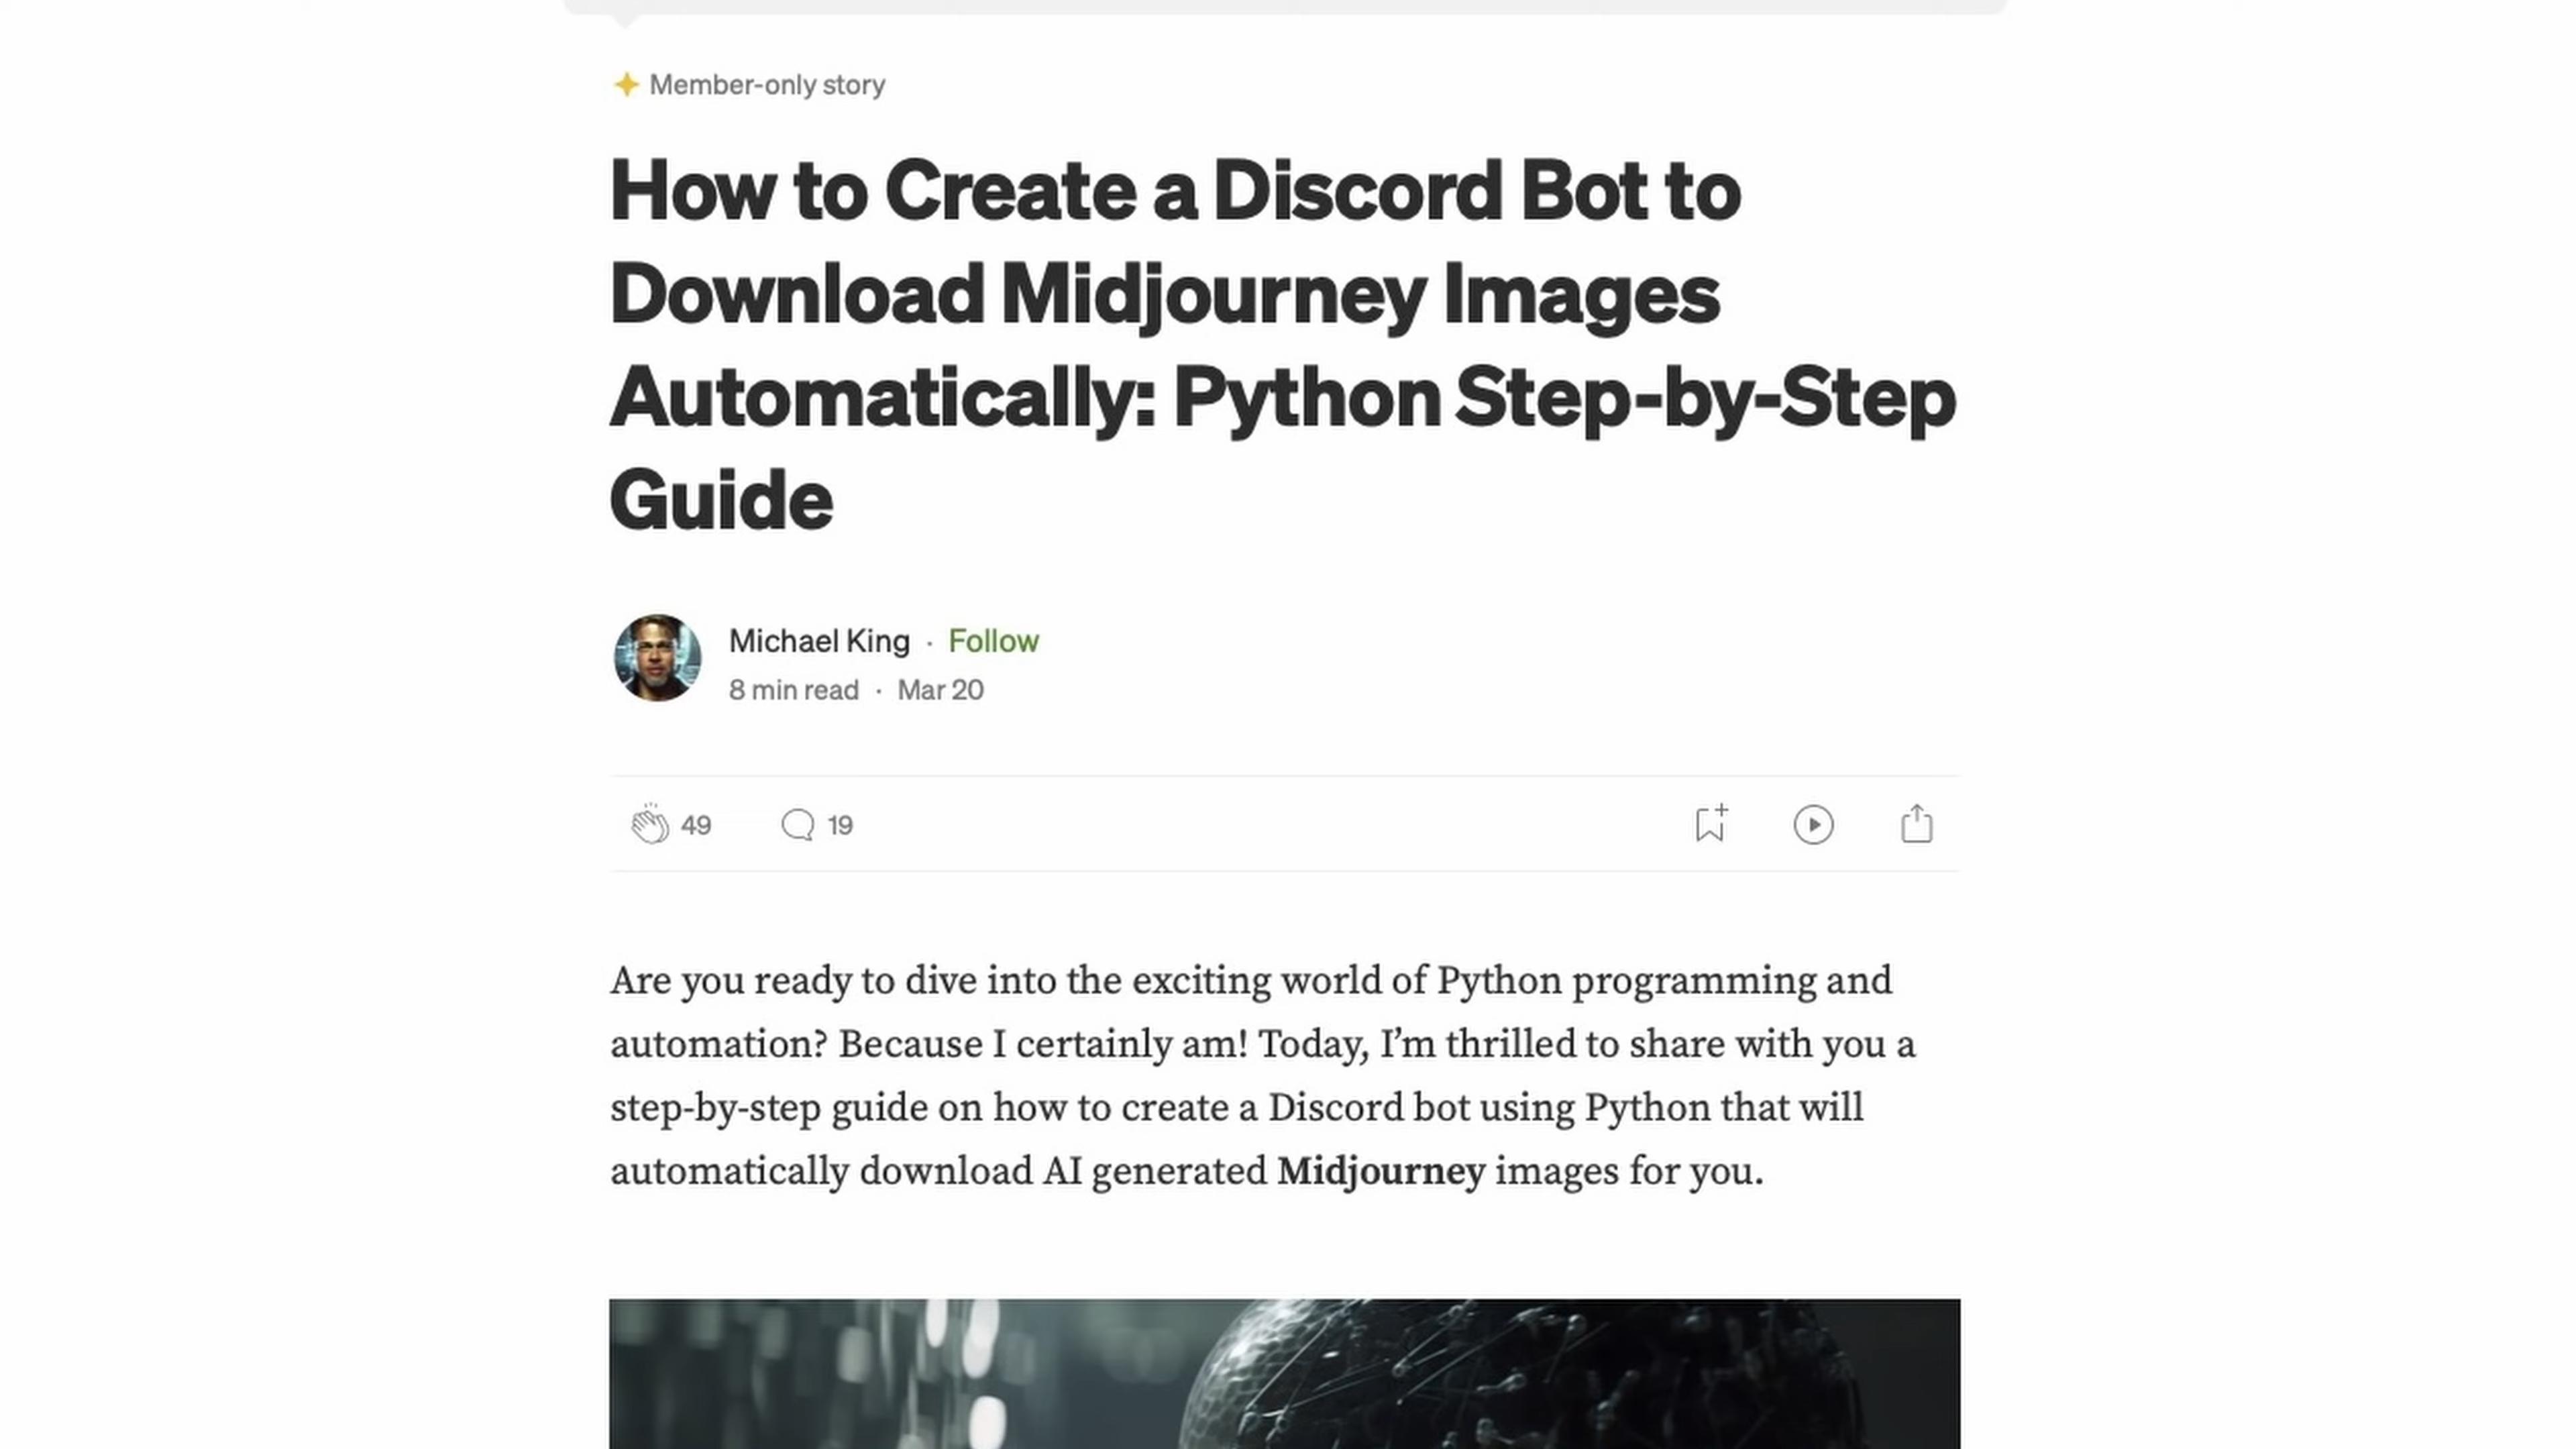 Member-only story
How to Create a Discord Bot to
Download Midjourney Images
Automatically: Python Step-by-Step
Guide
Michael King · Follow
8 min read · Mar 20
49 19
Are you ready to dive into the exciting world of Python programming and
automation? Because I certainly am! Today, I’m thrilled to share with you a
step-by-step guide on how to create a Discord bot using Python that will
automatically download AI generated Midjourney images for you.